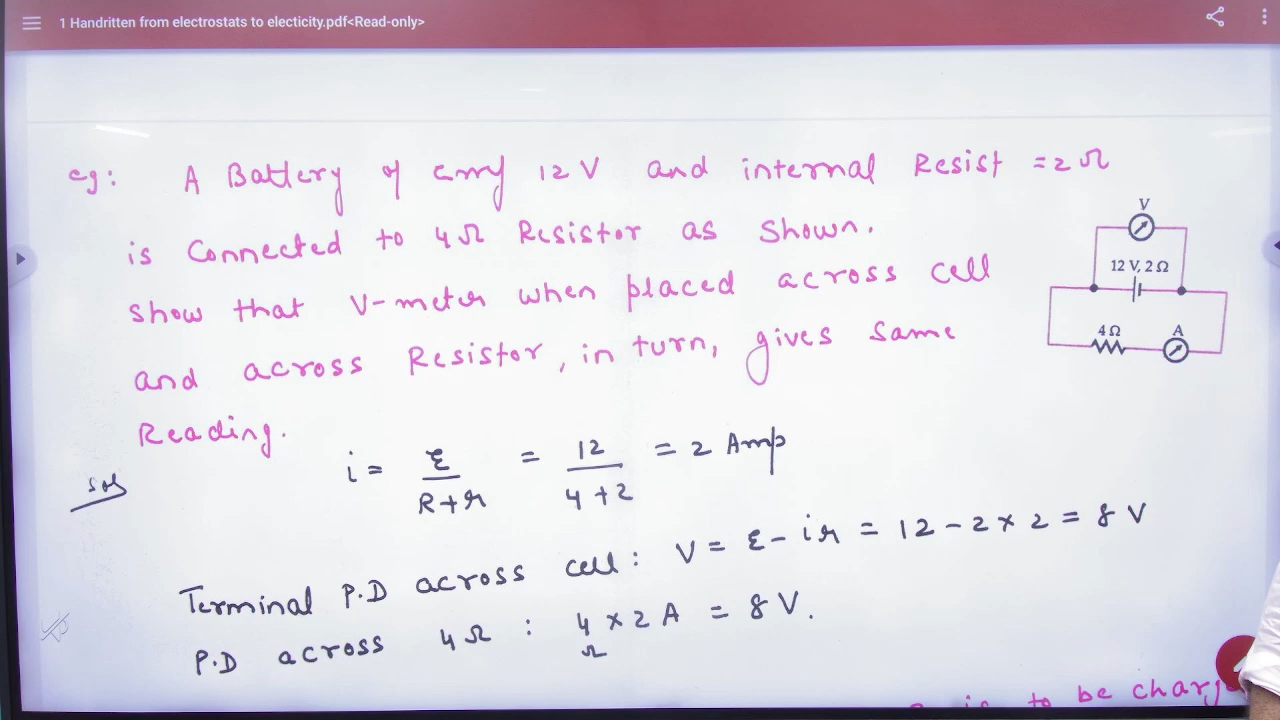 1 Handritten from electrostats to electicity.pdf<Read-only>
eg: A Battery of emf 12 V and internal Resist = 2 Ω
is Connected to 4Ω Resistor as shown.
show that V-meter when placed across cell
and across Resistor, in turn, gives same
Reading.
V
12 V, 2 Ω
4 Ω
A
Sol i = ε/(R+r) = 12/(4+2) = 2 Amp
Terminal P.D across cell : V = ε - ir = 12 - 2 × 2 = 8 V
P.D across 4Ω : 4 Ω × 2 A = 8 V.
is to be charg